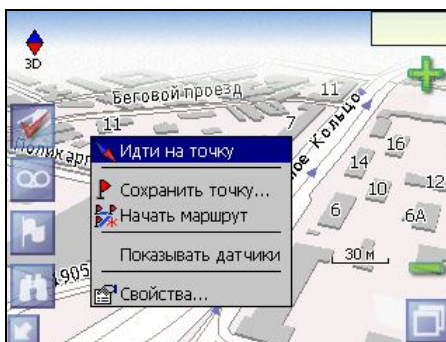 3D
Беговой проезд
11
11
7
16
14
12
10
6
6А
Идти на точку
Сохранить точку...
Начать маршрут
Показывать датчики
30 м
1905
Свойства...